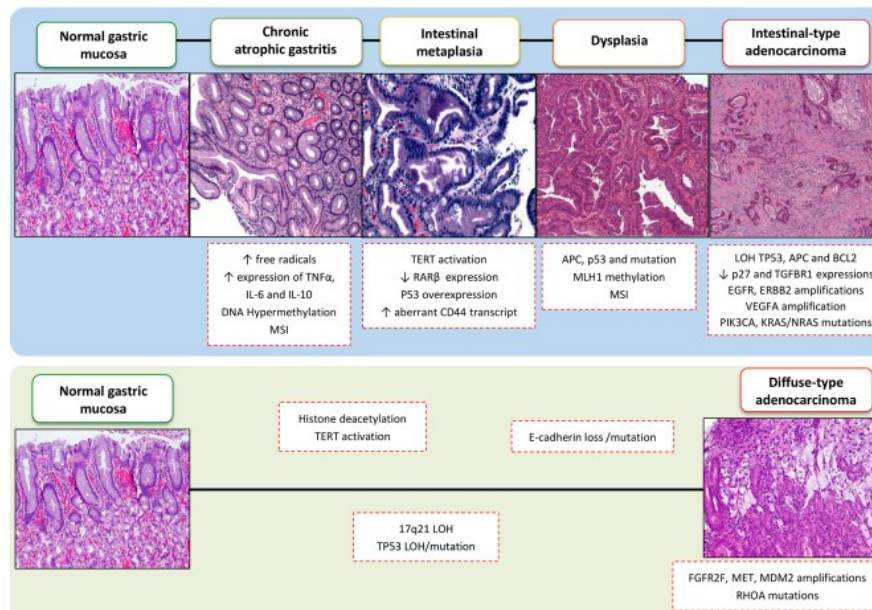 Normal gastric
mucosa
Chronic
atrophic gastritis
Intestinal
metaplasia
Dysplasia
Intestinal-type
adenocarcinoma
↑ free radicals
↑ expression of TNFα,
IL-6 and IL-10
DNA Hypermethylation
MSI
TERT activation
↓ RARβ expression
P53 overexpression
↑ aberrant CD44 transcript
APC, p53 and mutation
MLH1 methylation
MSI
LOH TP53, APC and BCL2
↓ p27 and TGFBR1 expressions
EGFR, ERBB2 amplifications
VEGFA amplification
PIK3CA, KRAS/NRAS mutations
Normal gastric
mucosa
Diffuse-type
adenocarcinoma
Histone deacetylation
TERT activation
E-cadherin loss /mutation
17q21 LOH
TP53 LOH/mutation
FGFR2F, MET, MDM2 amplifications
RHOA mutations